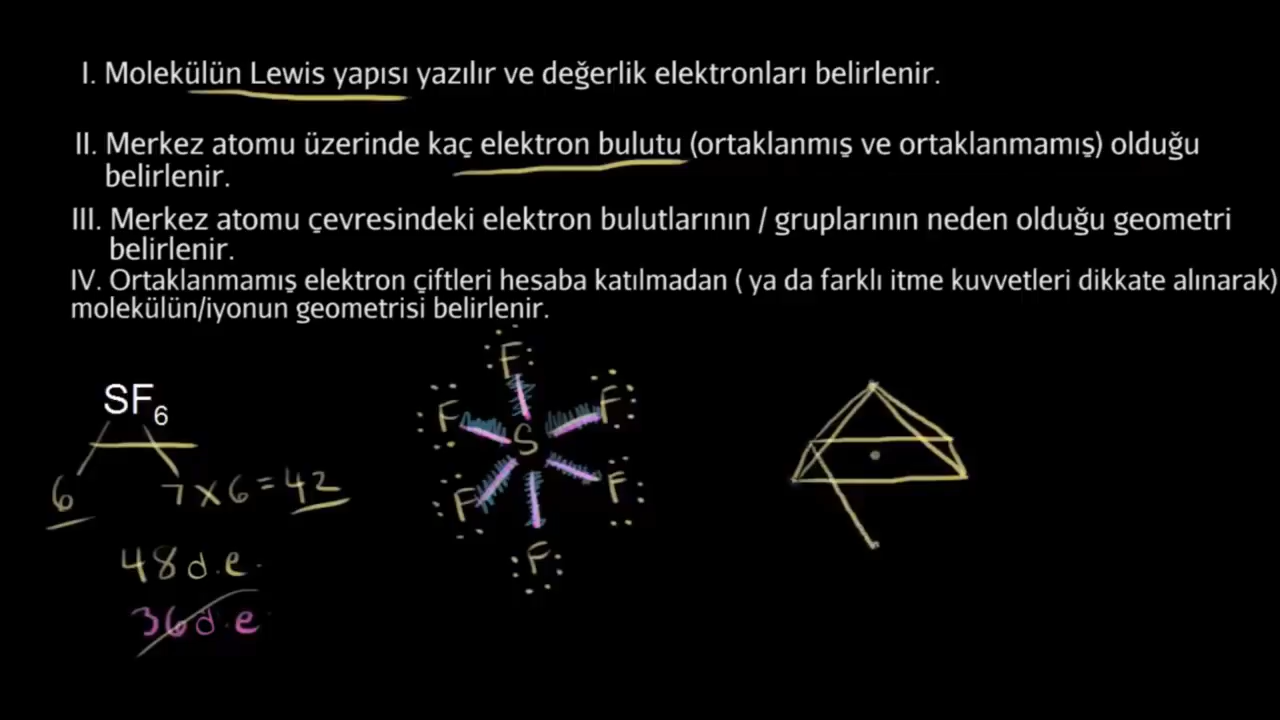 I. Molekülün Lewis yapısı yazılır ve değerlik elektronları belirlenir.
II. Merkez atomu üzerinde kaç elektron bulutu (ortaklanmış ve ortaklanmamış) olduğu
belirlenir.
III. Merkez atomu çevresindeki elektron bulutlarının / gruplarının neden olduğu geometri
belirlenir.
IV. Ortaklanmamış elektron çiftleri hesaba katılmadan ( ya da farklı itme kuvvetleri dikkate alınarak)
molekülün/iyonun geometrisi belirlenir.
SF₆
6 7x6=42
48 d.e.
36 d.e
F
F F
S
F F
F